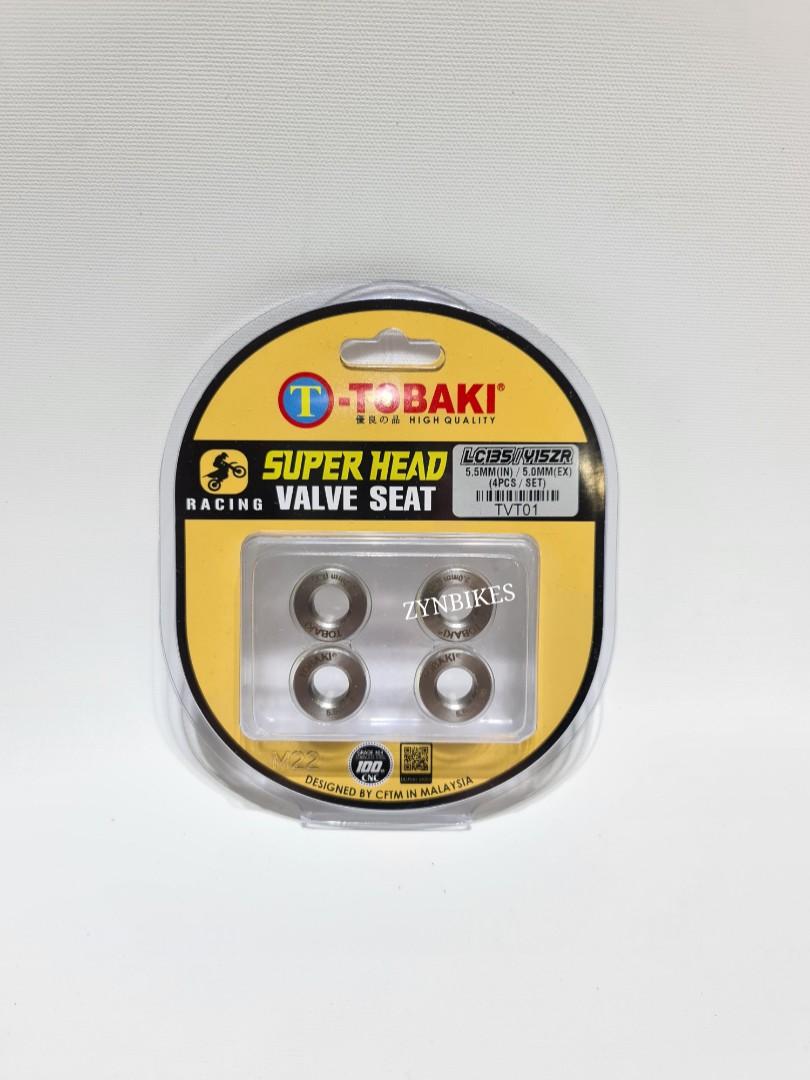 T-TOBAKI®
優良の品 HIGH QUALITY
RACING
SUPER HEAD
VALVE SEAT
LC135/Y15ZR
5.5MM(IN) / 5.0MM(EX)
(4PCS / SET)
TVT01
ZYNBIKES
TOBAKI
TOBAKI®
TOBAKI®
M22
100%
CNC
DESIGNED BY CFTM IN MALAYSIA